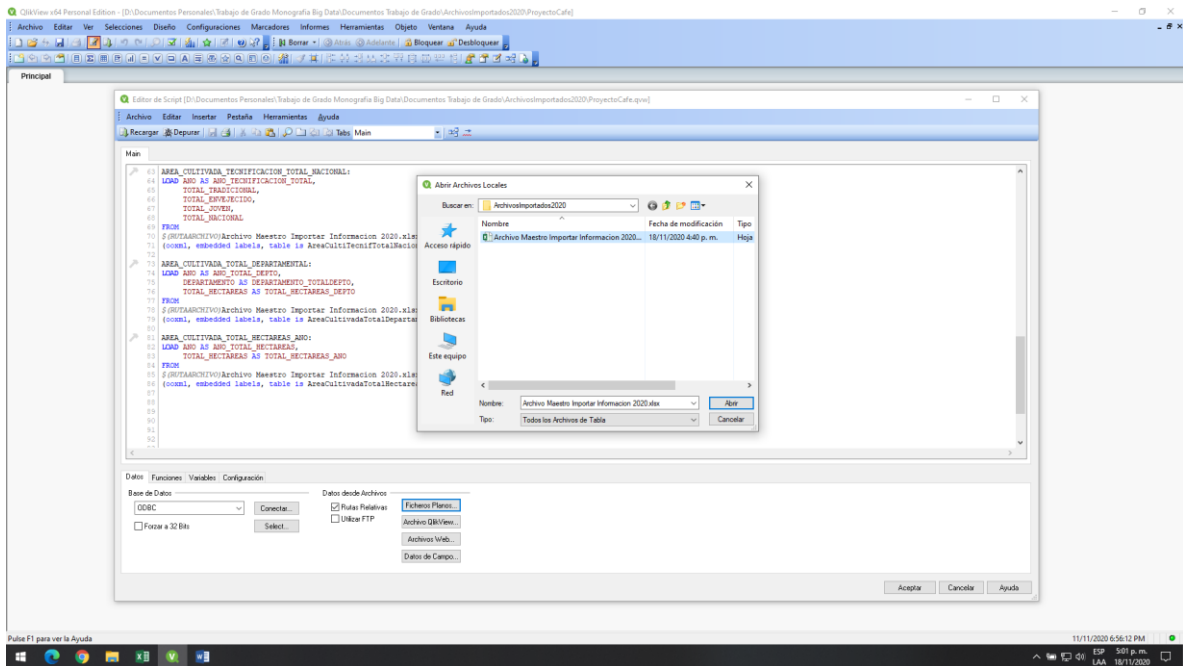 QlikView x64 Personal Edition - [D:\Documentos Personales\Trabajo de Grado Monografia Big Data\Documentos Trabajo de Grado\ArchivosImportados2020\ProyectoCafe]
Archivo Editar Ver Selecciones Diseño Configuraciones Marcadores Informes Herramientas Objeto Ventana Ayuda
Borrar Atrás Adelante Bloquear Desbloquear
Principal
Editor de Script [D:\Documentos Personales\Trabajo de Grado Monografia Big Data\Documentos Trabajo de Grado\ArchivosImportados2020\ProyectoCafe.qvw]
Archivo Editar Insertar Pestaña Herramientas Ayuda
Recargar Depurar Tabs Main
Main
63 AREA_CULTIVADA_TECNIFICACION_TOTAL_NACIONAL:
64 LOAD ANO AS ANO_TECNIFICACION_TOTAL,
65 TOTAL_TRADICIONAL,
66 TOTAL_ENVEJECIDO,
67 TOTAL_JOVEN,
68 TOTAL_NACIONAL
69 FROM
70 $(RUTAARCHIVO)Archivo Maestro Importar Informacion 2020.xls
71 (ooxml, embedded labels, table is AreaCultiTecnifTotalNacio
72
73 AREA_CULTIVADA_TOTAL_DEPARTAMENTAL:
74 LOAD ANO AS ANO_TOTAL_DEPTO,
75 DEPARTAMENTO AS DEPARTAMENTO_TOTALDEPTO,
76 TOTAL_HECTAREAS AS TOTAL_HECTAREAS_DEPTO
77 FROM
78 $(RUTAARCHIVO)Archivo Maestro Importar Informacion 2020.xls
79 (ooxml, embedded labels, table is AreaCultivadaTotalDeparta
80
81 AREA_CULTIVADA_TOTAL_HECTAREAS_ANO:
82 LOAD ANO AS ANO_TOTAL_HECTAREAS,
83 TOTAL_HECTAREAS AS TOTAL_HECTAREAS_ANO
84 FROM
85 $(RUTAARCHIVO)Archivo Maestro Importar Informacion 2020.xls
86 (ooxml, embedded labels, table is AreaCultivadaTotalHectare
87
88
89
90
91
92
Abrir Archivos Locales
Buscar en: ArchivosImportados2020
Nombre Fecha de modificación Tipo
Archivo Maestro Importar Informacion 2020... 18/11/2020 4:40 p. m. Hoja
Acceso rápido
Escritorio
Bibliotecas
Este equipo
Red
Nombre: Archivo Maestro Importar Informacion 2020.xlsx Abrir
Tipo: Todos los Archivos de Tabla Cancelar
Datos Funciones Variables Configuración
Base de Datos Datos desde Archivos
ODBC Conectar... Rutas Relativas Ficheros Planos...
Forzar a 32 Bits Select... Utilizar FTP Archivo QlikView...
Archivos Web...
Datos de Campo...
Aceptar Cancelar Ayuda
Pulse F1 para ver la Ayuda 11/11/2020 6:56:12 PM
ESP 5:01 p. m.
LAA 18/11/2020